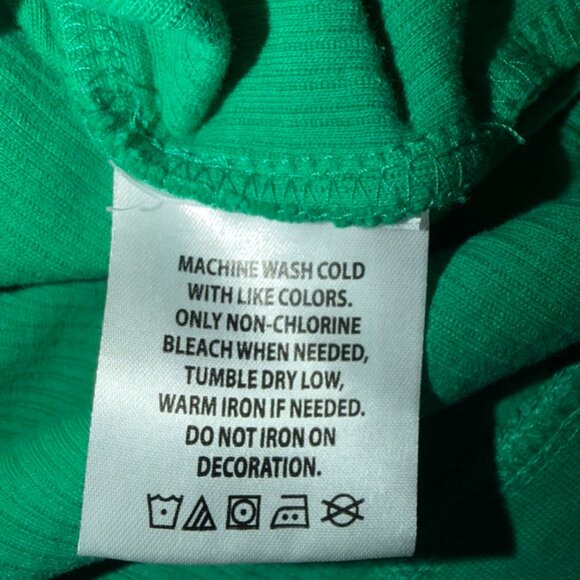 MACHINE WASH COLD
WITH LIKE COLORS.
ONLY NON-CHLORINE
BLEACH WHEN NEEDED,
TUMBLE DRY LOW,
WARM IRON IF NEEDED.
DO NOT IRON ON
DECORATION.